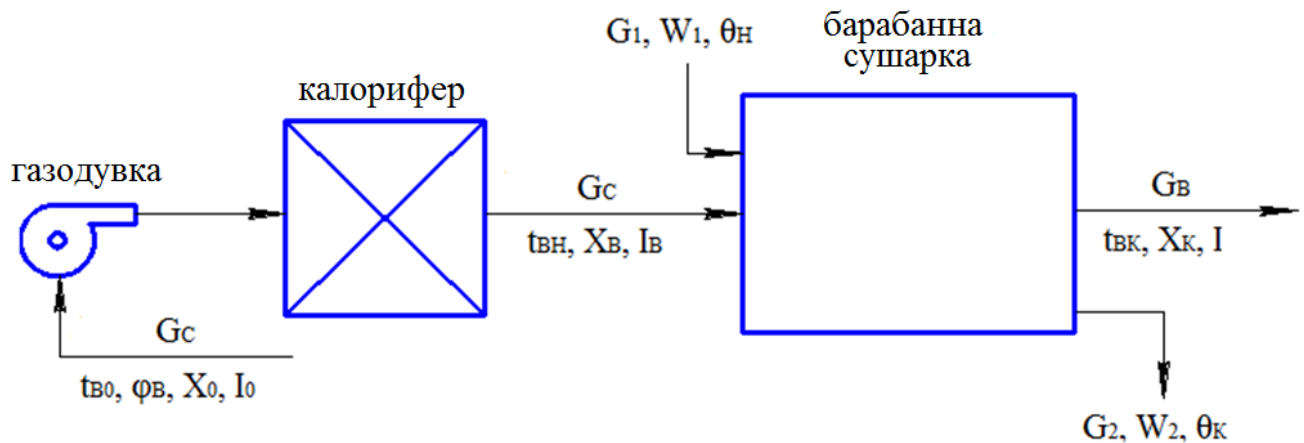 G1, W1, θН
барабанна
сушарка
калорифер
газодувка
GС
tВН, XВ, IВ
GВ
tВК, XК, I
GС
tВ0, φВ, X0, I0
G2, W2, θК